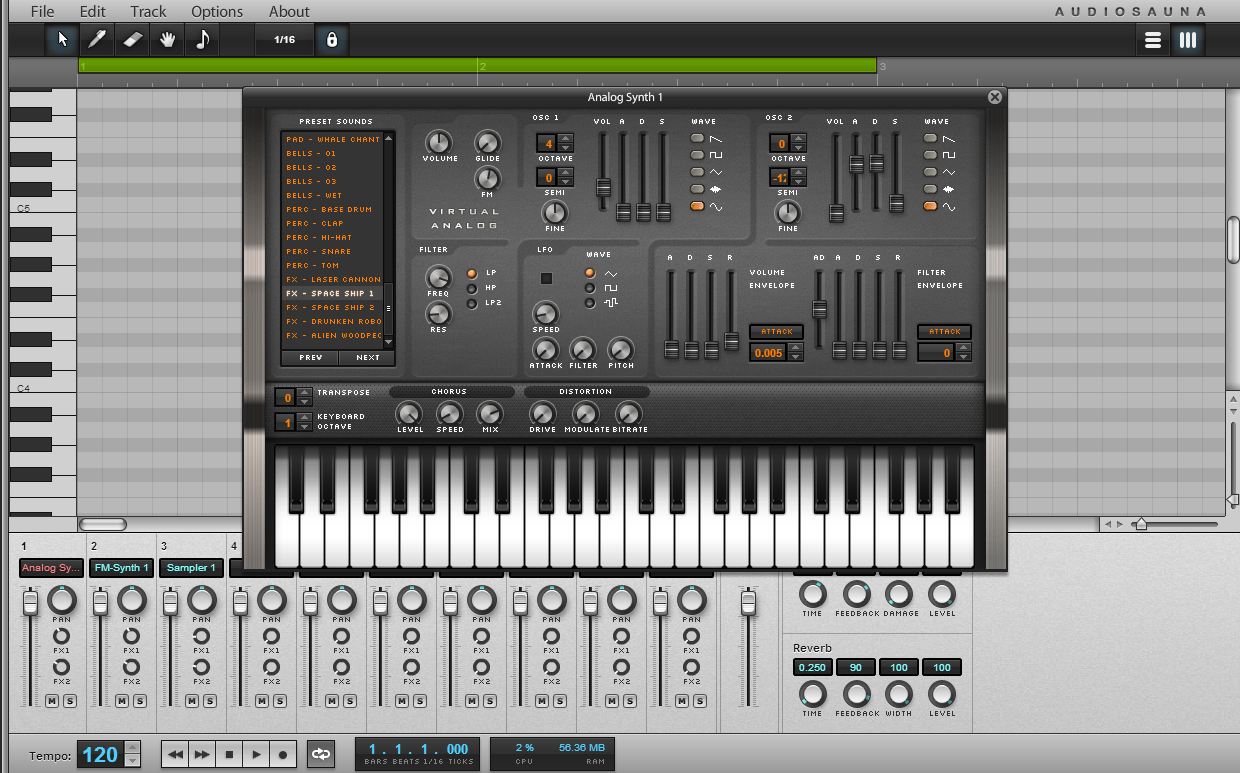 File Edit Track Options About
AUDIOSAUNA
1/16
1 2 3
Analog Synth 1
PRESET SOUNDS
PAD - WHALE CHANT
BELLS - 01
BELLS - 02
BELLS - 03
BELLS - WET
PERC - BASE DRUM
PERC - CLAP
PERC - HI-HAT
PERC - SNARE
PERC - TOM
FX - LASER CANNON
FX - SPACE SHIP 1
FX - SPACE SHIP 2
FX - DRUNKEN ROBO
FX - ALIEN WOODPEC
PREV NEXT
VOLUME GLIDE
FM
VIRTUAL
ANALOG
OSC 1
4
OCTAVE
0
SEMI
FINE
VOL A D S
WAVE
OSC 2
0
OCTAVE
-12
SEMI
FINE
VOL A D S
WAVE
FILTER
FREQ
RES
LP
HP
LP2
LFO
WAVE
SPEED
ATTACK FILTER PITCH
A D S R
VOLUME
ENVELOPE
ATTACK
0.005
AD A D S R
FILTER
ENVELOPE
ATTACK
0
0 TRANSPOSE
1 KEYBOARD
OCTAVE
CHORUS
LEVEL SPEED MIX
DISTORTION
DRIVE MODULATE BITRATE
C5
C4
1 2 3 4
Analog Sy... FM-Synth 1 Sampler 1
PAN PAN PAN PAN PAN PAN PAN PAN PAN PAN
FX1 FX1 FX1 FX1 FX1 FX1 FX1 FX1 FX1 FX1
FX2 FX2 FX2 FX2 FX2 FX2 FX2 FX2 FX2 FX2
M S M S M S M S M S M S M S M S M S M S
TIME FEEDBACK DAMAGE LEVEL
Reverb
0.250 90 100 100
TIME FEEDBACK WIDTH LEVEL
Tempo: 120
1. 1. 1. 000
BARS BEATS 1/16 TICKS
2 % 56.36 MB
CPU RAM